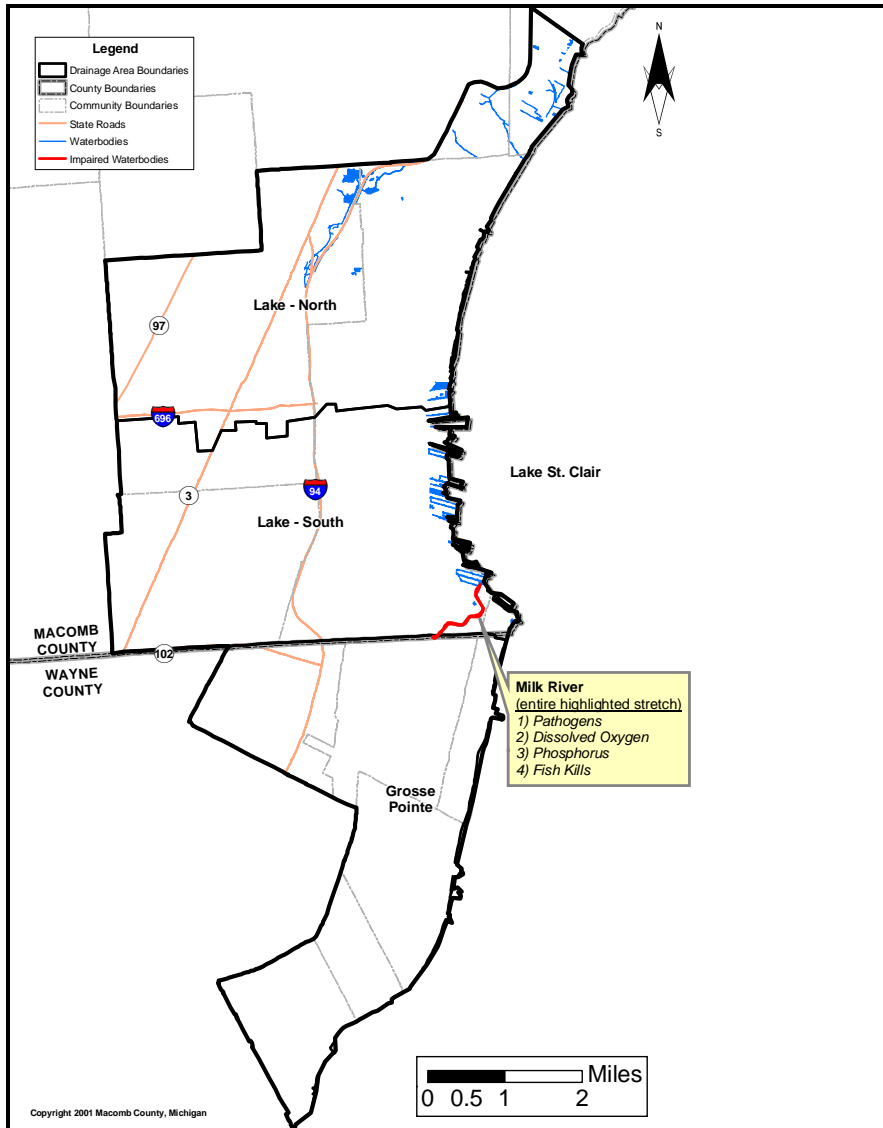 Legend
Drainage Area Boundaries
County Boundaries
Community Boundaries
State Roads
Waterbodies
Impaired Waterbodies
N
S
Lake - North
97
696
Lake St. Clair
3
94
Lake - South
MACOMB
COUNTY
102
WAYNE
COUNTY
Milk River
(entire highlighted stretch)
1) Pathogens
2) Dissolved Oxygen
3) Phosphorus
4) Fish Kills
Grosse
Pointe
Miles
0 0.5 1 2
Copyright 2001 Macomb County, Michigan